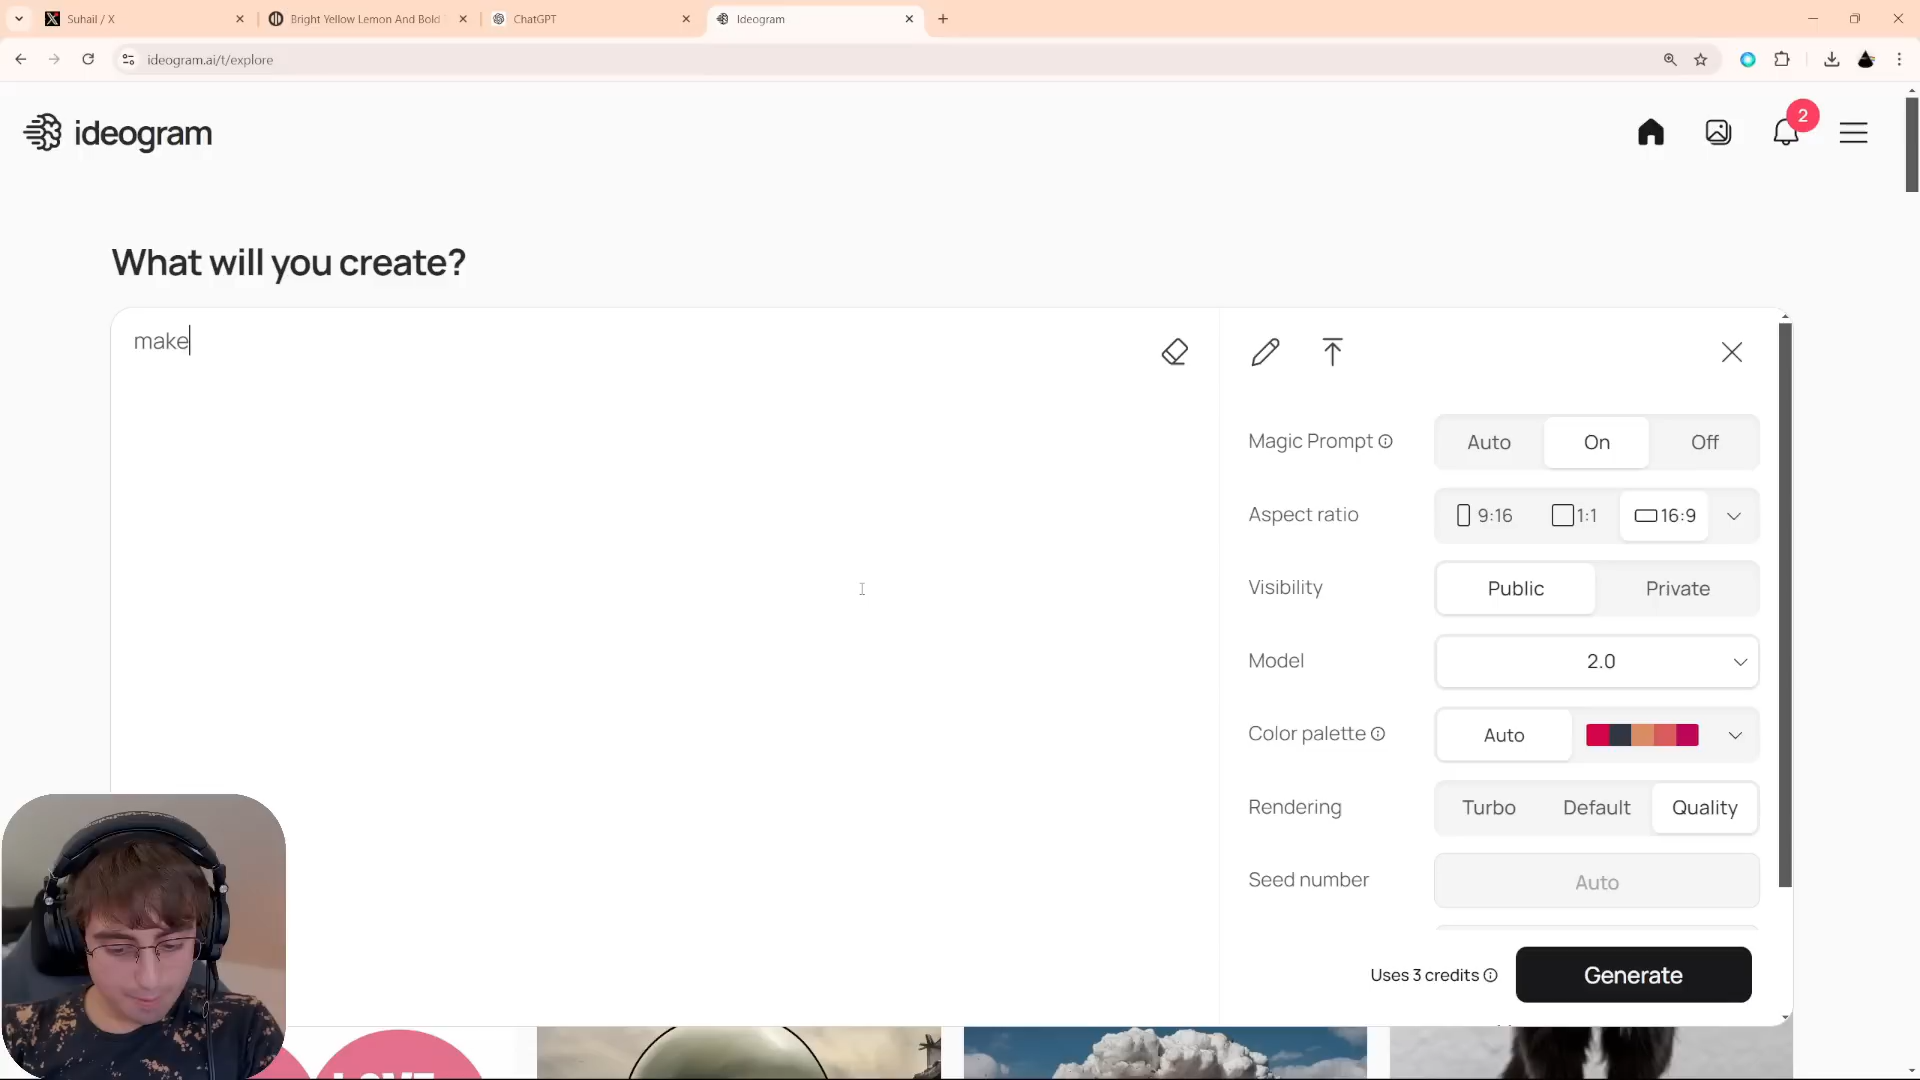 Suhail / X
Bright Yellow Lemon And Bold
ChatGPT
Ideogram
ideogram.ai/t/explore
ideogram
2
What will you create?
make
Magic Prompt
Auto
On
Off
Aspect ratio
9:16
1:1
16:9
Visibility
Public
Private
Model
2.0
Color palette
Auto
Rendering
Turbo
Default
Quality
Seed number
Auto
Uses 3 credits
Generate
LOVE